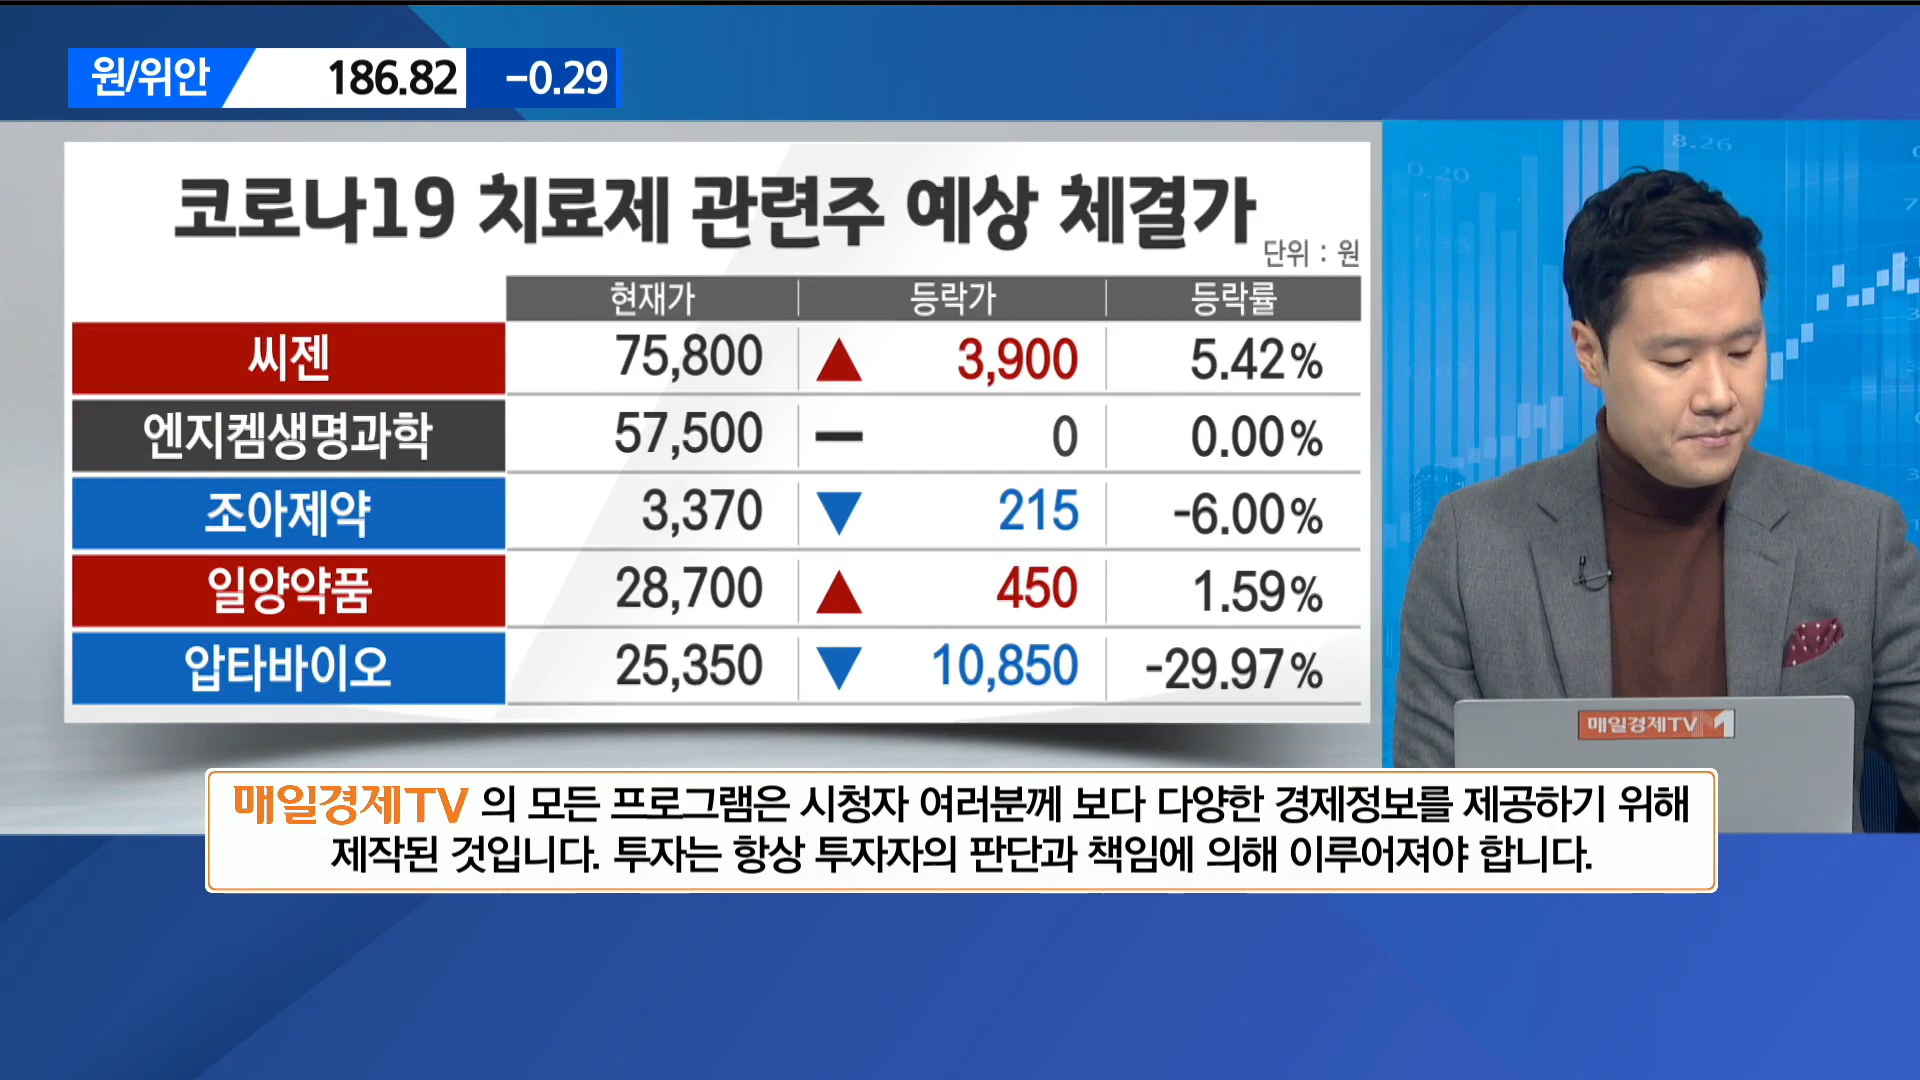 원/위안 186.82 -0.29
코로나19 치료제 관련주 예상 체결가
단위 : 원
현재가 등락가 등락률
씨젠 75,800 ▲ 3,900 5.42%
엔지켐생명과학 57,500 — 0 0.00%
조아제약 3,370 ▼ 215 -6.00%
일양약품 28,700 ▲ 450 1.59%
압타바이오 25,350 ▼ 10,850 -29.97%
8.26
0.20
매일경제TV 1
매일경제TV 의 모든 프로그램은 시청자 여러분께 보다 다양한 경제정보를 제공하기 위해
제작된 것입니다. 투자는 항상 투자자의 판단과 책임에 의해 이루어져야 합니다.